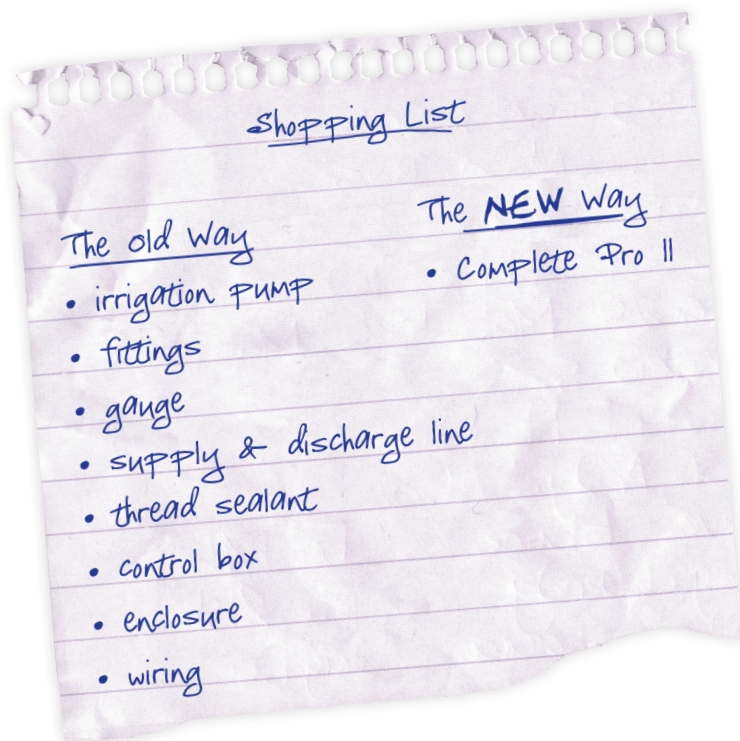 Shopping List
The old Way
• irrigation pump
• fittings
• gauge
• supply & discharge line
• thread sealant
• control box
• enclosure
• wiring
The NEW Way
• Complete Pro II